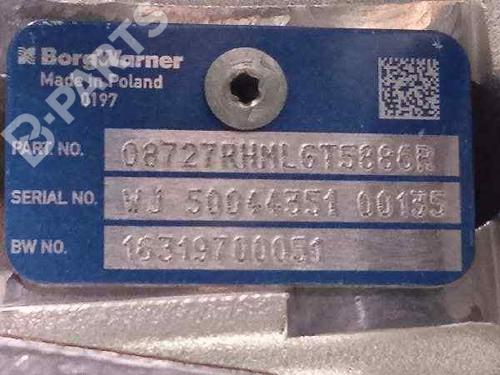 BorgWarner
Made in Poland
0197
PART NO. 08727RHML6T5886R
SERIAL NO. WJ 50044351 00135
BW NO. 16319700051
B-PARTS